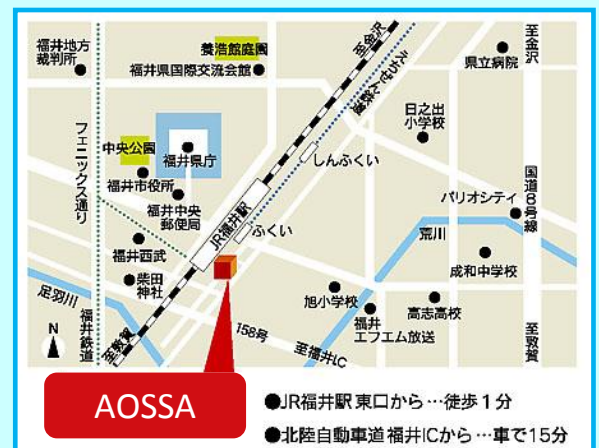 福井地方
裁判所
養浩館庭園
福井県国際交流会館
至金沢
えちぜん鉄道
県立病院
至金沢
日之出
小学校
しんふくい
フェニックス通り
中央公園
福井県庁
福井市役所
福井中央
郵便局
JR福井駅
ふくい
国道8号線
パリオシティ
荒川
福井西武
柴田
神社
足羽川
成和中学校
旭小学校
高志高校
福井
エフエム放送
N
福井鉄道
至敦賀
158号
至福井IC
至敦賀
AOSSA
●JR福井駅東口から…徒歩1分
●北陸自動車道福井ICから…車で15分